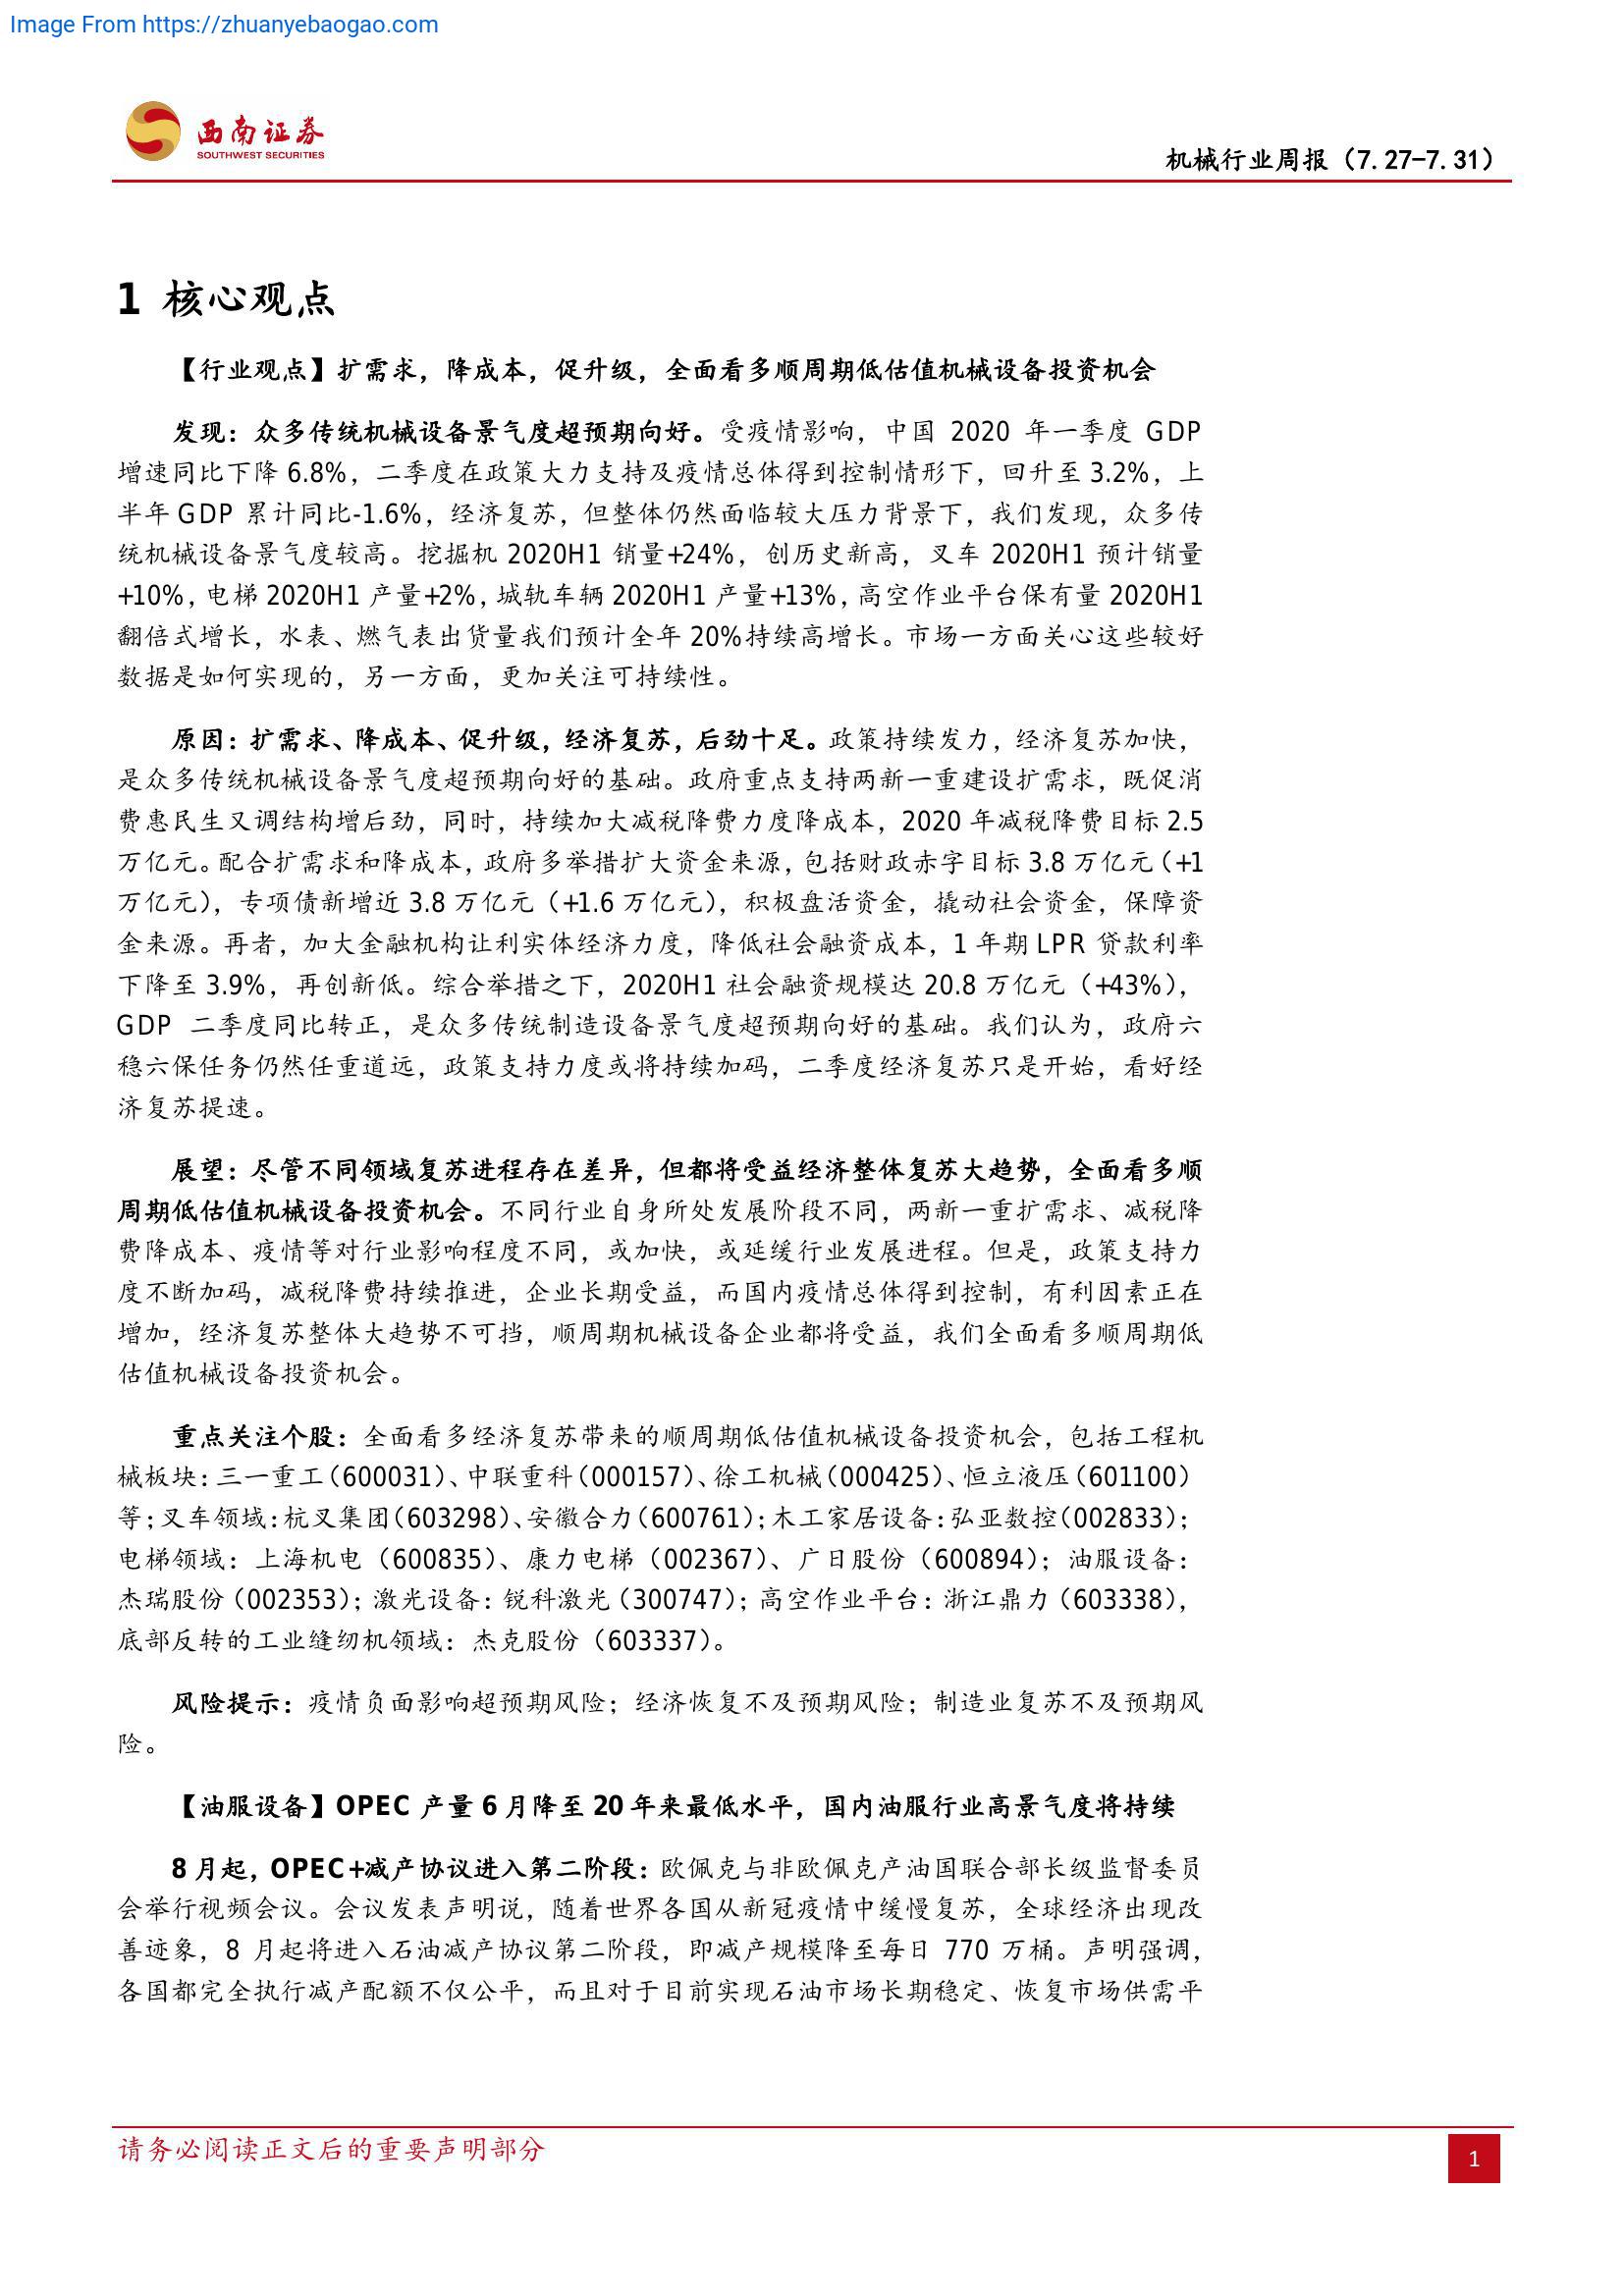 Image From https://zhuanyebaogao.com
西南证券
SOUTHWEST SECURITIES
机械行业周报（7.27-7.31）
1 核心观点
【行业观点】扩需求，降成本，促升级，全面看多顺周期低估值机械设备投资机会
发现：众多传统机械设备景气度超预期向好。受疫情影响，中国 2020 年一季度 GDP
增速同比下降 6.8%，二季度在政策大力支持及疫情总体得到控制情形下，回升至 3.2%，上
半年 GDP 累计同比-1.6%，经济复苏，但整体仍然面临较大压力背景下，我们发现，众多传
统机械设备景气度较高。挖掘机 2020H1 销量+24%，创历史新高，叉车 2020H1 预计销量
+10%，电梯 2020H1 产量+2%，城轨车辆 2020H1 产量+13%，高空作业平台保有量 2020H1
翻倍式增长，水表、燃气表出货量我们预计全年 20%持续高增长。市场一方面关心这些较好
数据是如何实现的，另一方面，更加关注可持续性。
原因：扩需求、降成本、促升级，经济复苏，后劲十足。政策持续发力，经济复苏加快，
是众多传统机械设备景气度超预期向好的基础。政府重点支持两新一重建设扩需求，既促消
费惠民生又调结构增后劲，同时，持续加大减税降费力度降成本，2020 年减税降费目标 2.5
万亿元。配合扩需求和降成本，政府多举措扩大资金来源，包括财政赤字目标 3.8 万亿元（+1
万亿元），专项债新增近 3.8 万亿元（+1.6 万亿元），积极盘活资金，撬动社会资金，保障资
金来源。再者，加大金融机构让利实体经济力度，降低社会融资成本，1 年期 LPR 贷款利率
下降至 3.9%，再创新低。综合举措之下，2020H1 社会融资规模达 20.8 万亿元（+43%），
GDP 二季度同比转正，是众多传统制造设备景气度超预期向好的基础。我们认为，政府六
稳六保任务仍然任重道远，政策支持力度或将持续加码，二季度经济复苏只是开始，看好经
济复苏提速。
展望：尽管不同领域复苏进程存在差异，但都将受益经济整体复苏大趋势，全面看多顺
周期低估值机械设备投资机会。不同行业自身所处发展阶段不同，两新一重扩需求、减税降
费降成本、疫情等对行业影响程度不同，或加快，或延缓行业发展进程。但是，政策支持力
度不断加码，减税降费持续推进，企业长期受益，而国内疫情总体得到控制，有利因素正在
增加，经济复苏整体大趋势不可挡，顺周期机械设备企业都将受益，我们全面看多顺周期低
估值机械设备投资机会。
重点关注个股：全面看多经济复苏带来的顺周期低估值机械设备投资机会，包括工程机
械板块：三一重工（600031）、中联重科（000157）、徐工机械（000425）、恒立液压（601100）
等；叉车领域：杭叉集团（603298）、安徽合力（600761）；木工家居设备：弘亚数控（002833）；
电梯领域：上海机电（600835）、康力电梯（002367）、广日股份（600894）；油服设备：
杰瑞股份（002353）；激光设备：锐科激光（300747）；高空作业平台：浙江鼎力（603338），
底部反转的工业缝纫机领域：杰克股份（603337）。
风险提示：疫情负面影响超预期风险；经济恢复不及预期风险；制造业复苏不及预期风
险。
【油服设备】OPEC 产量 6 月降至 20 年来最低水平，国内油服行业高景气度将持续
8 月起，OPEC+减产协议进入第二阶段：欧佩克与非欧佩克产油国联合部长级监督委员
会举行视频会议。会议发表声明说，随着世界各国从新冠疫情中缓慢复苏，全球经济出现改
善迹象，8 月起将进入石油减产协议第二阶段，即减产规模降至每日 770 万桶。声明强调，
各国都完全执行减产配额不仅公平，而且对于目前实现石油市场长期稳定、恢复市场供需平
请务必阅读正文后的重要声明部分
1